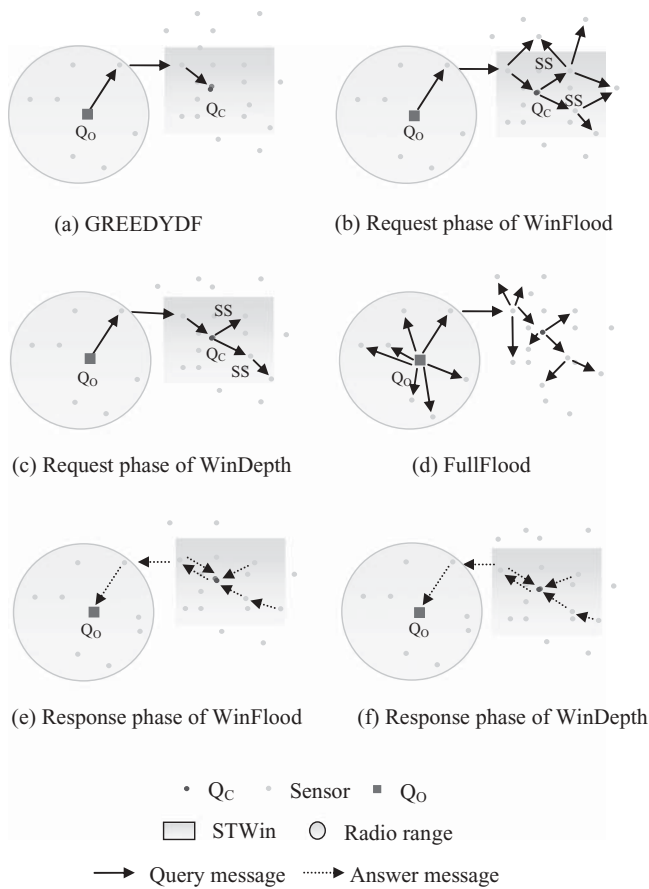 Q_O
Q_C
(a) GREEDYDF
SS
Q_C
SS
Q_O
(b) Request phase of WinFlood
SS
Q_C
SS
Q_O
(c) Request phase of WinDepth
Q_O
(d) FullFlood
Q_O
(e) Response phase of WinFlood
Q_O
(f) Response phase of WinDepth
Q_C Sensor Q_O
STWin Radio range
Query message Answer message